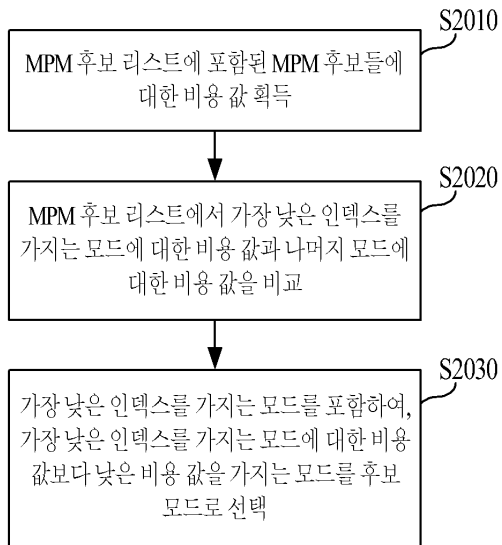 S2010
MPM 후보 리스트에 포함된 MPM 후보들에
대한 비용 값 획득
S2020
MPM 후보 리스트에서 가장 낮은 인덱스를
가지는 모드에 대한 비용 값과 나머지 모드에
대한 비용 값을 비교
S2030
가장 낮은 인덱스를 가지는 모드를 포함하여,
가장 낮은 인덱스를 가지는 모드에 대한 비용
값보다 낮은 비용 값을 가지는 모드를 후보
모드로 선택